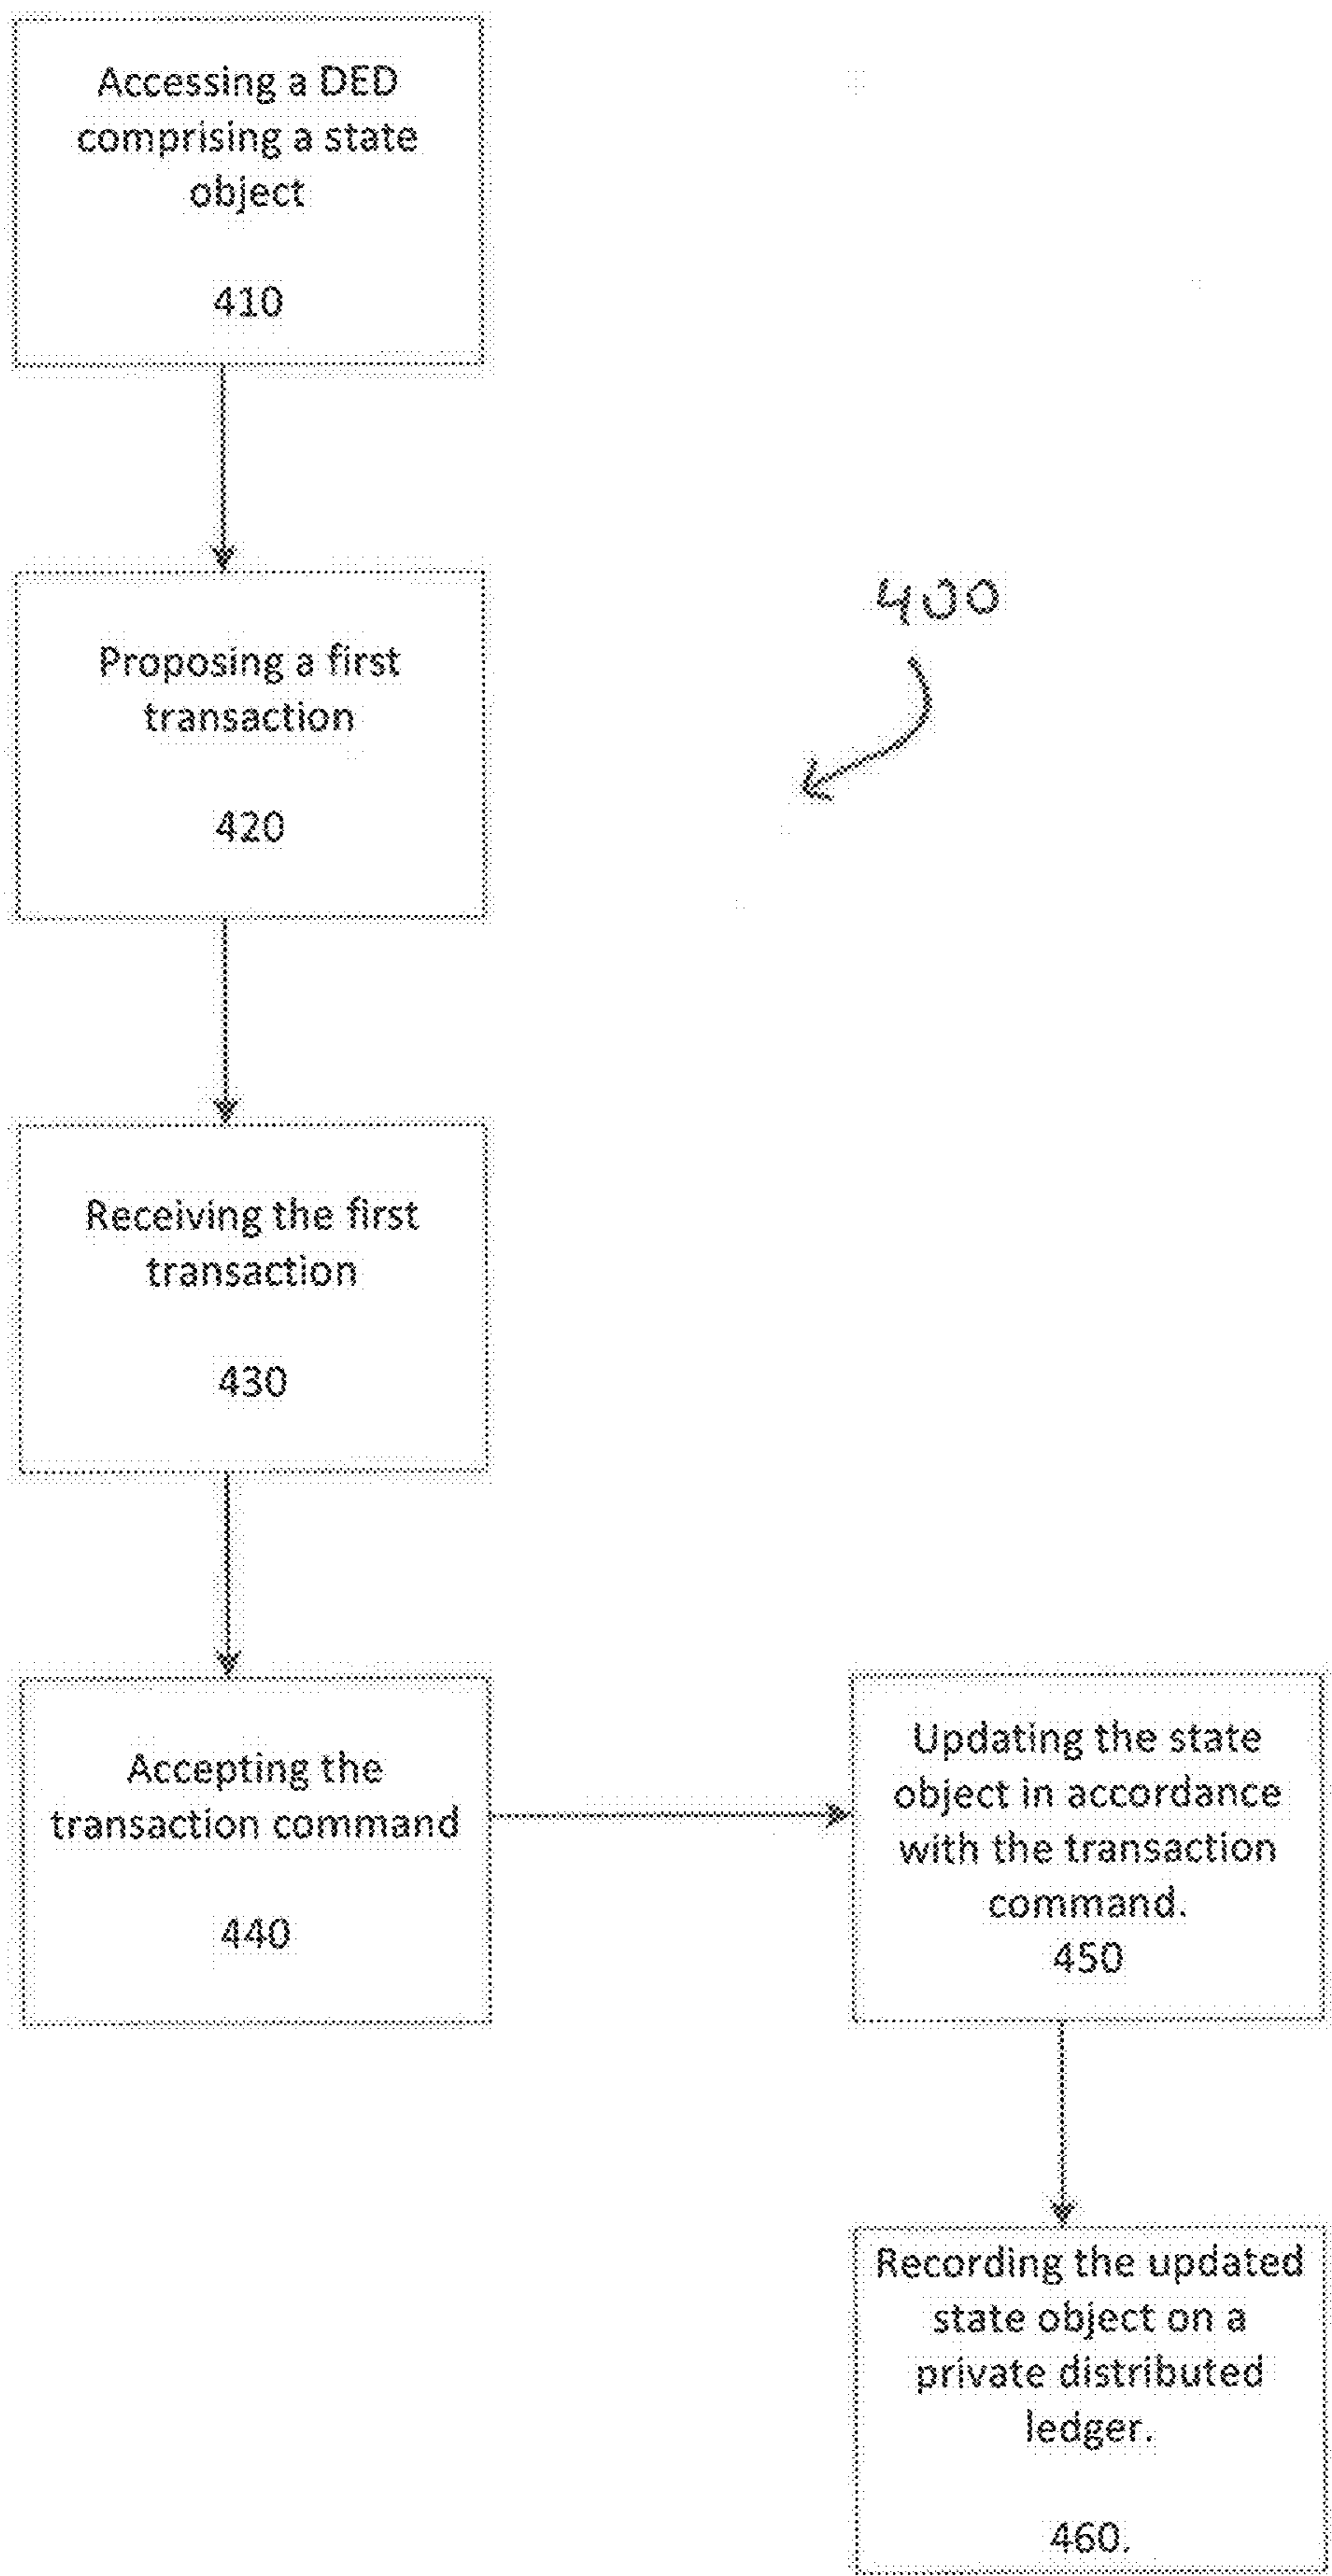 Accessing a DED
comprising a state
object
410
Proposing a first
transaction
420
400
Receiving the first
transaction
430
Accepting the
transaction command
440
Updating the state
object in accordance
with the transaction
command.
450
Recording the updated
state object on a
private distributed
ledger.
460.